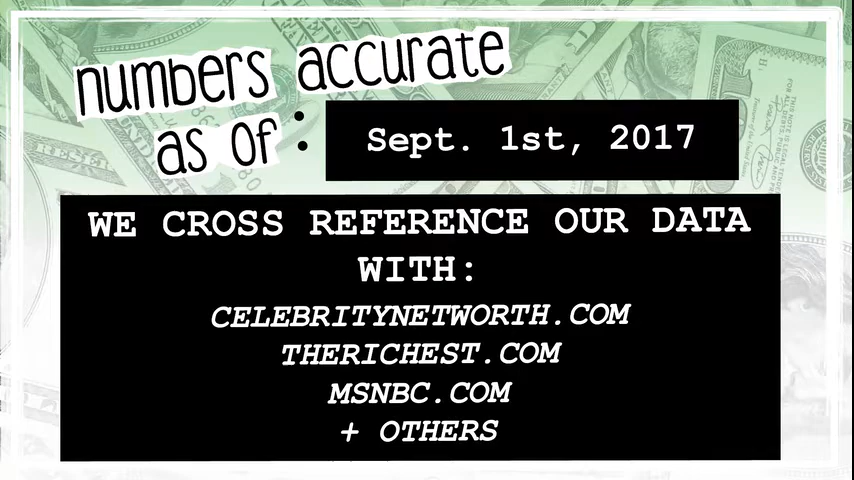 numbers accurate
as of: Sept. 1st, 2017
WE CROSS REFERENCE OUR DATA
WITH:
CELEBRITYNETWORTH.COM
THERICHEST.COM
MSNBC.COM
+ OTHERS